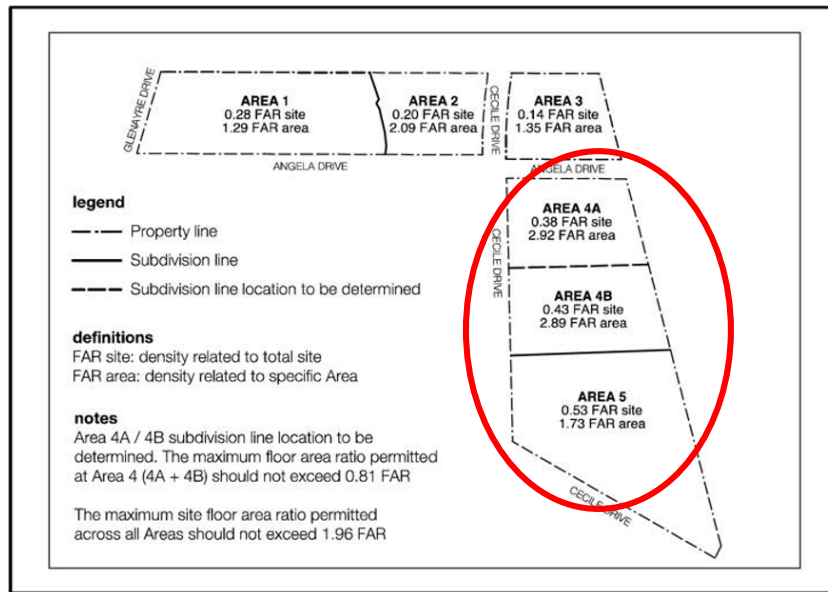 GLENAYRE DRIVE
AREA 1
0.28 FAR site
1.29 FAR area
AREA 2
0.20 FAR site
2.09 FAR area
CECILE DRIVE
AREA 3
0.14 FAR site
1.35 FAR area
ANGELA DRIVE
ANGELA DRIVE
AREA 4A
0.38 FAR site
2.92 FAR area
CECILE DRIVE
AREA 4B
0.43 FAR site
2.89 FAR area
AREA 5
0.53 FAR site
1.73 FAR area
CECILE DRIVE
legend
Property line
Subdivision line
Subdivision line location to be determined
definitions
FAR site: density related to total site
FAR area: density related to specific Area
notes
Area 4A / 4B subdivision line location to be
determined. The maximum floor area ratio permitted
at Area 4 (4A + 4B) should not exceed 0.81 FAR
The maximum site floor area ratio permitted
across all Areas should not exceed 1.96 FAR